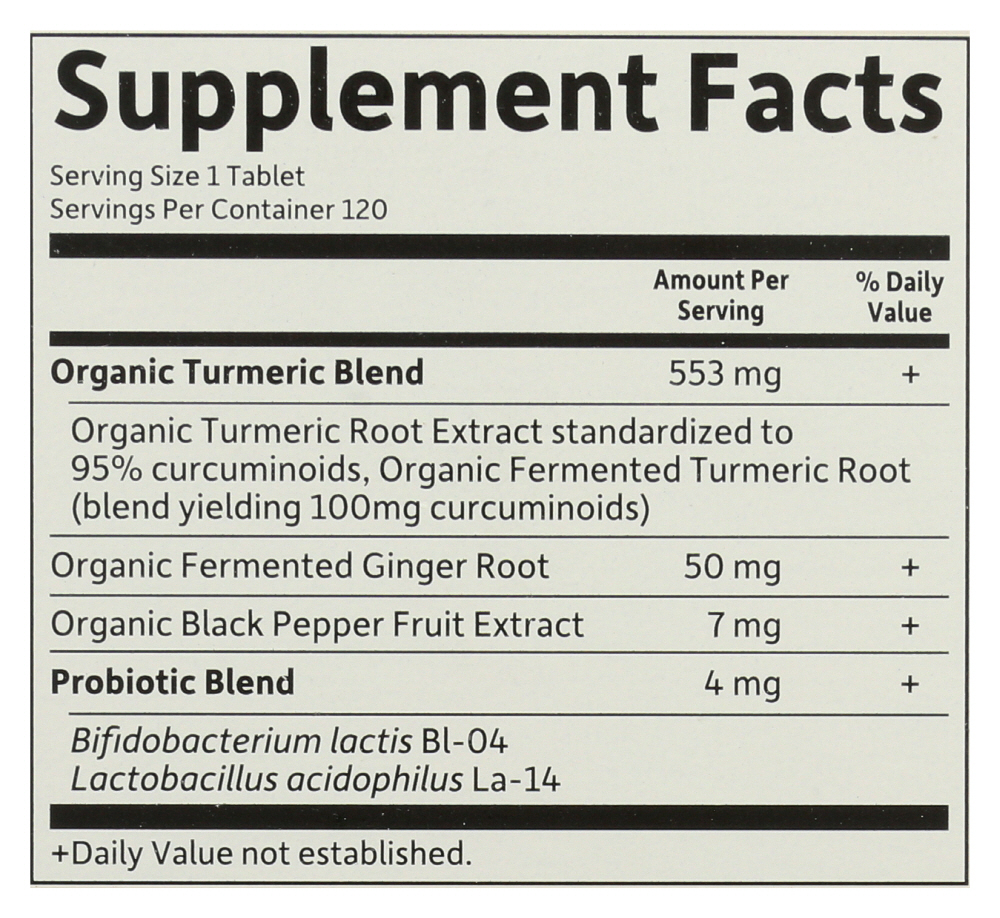 Supplement Facts
Serving Size 1 Tablet
Servings Per Container 120
Amount Per Serving % Daily Value
Organic Turmeric Blend 553 mg +
Organic Turmeric Root Extract standardized to
95% curcuminoids, Organic Fermented Turmeric Root
(blend yielding 100mg curcuminoids)
Organic Fermented Ginger Root 50 mg +
Organic Black Pepper Fruit Extract 7 mg +
Probiotic Blend 4 mg +
Bifidobacterium lactis Bl-04
Lactobacillus acidophilus La-14
+Daily Value not established.